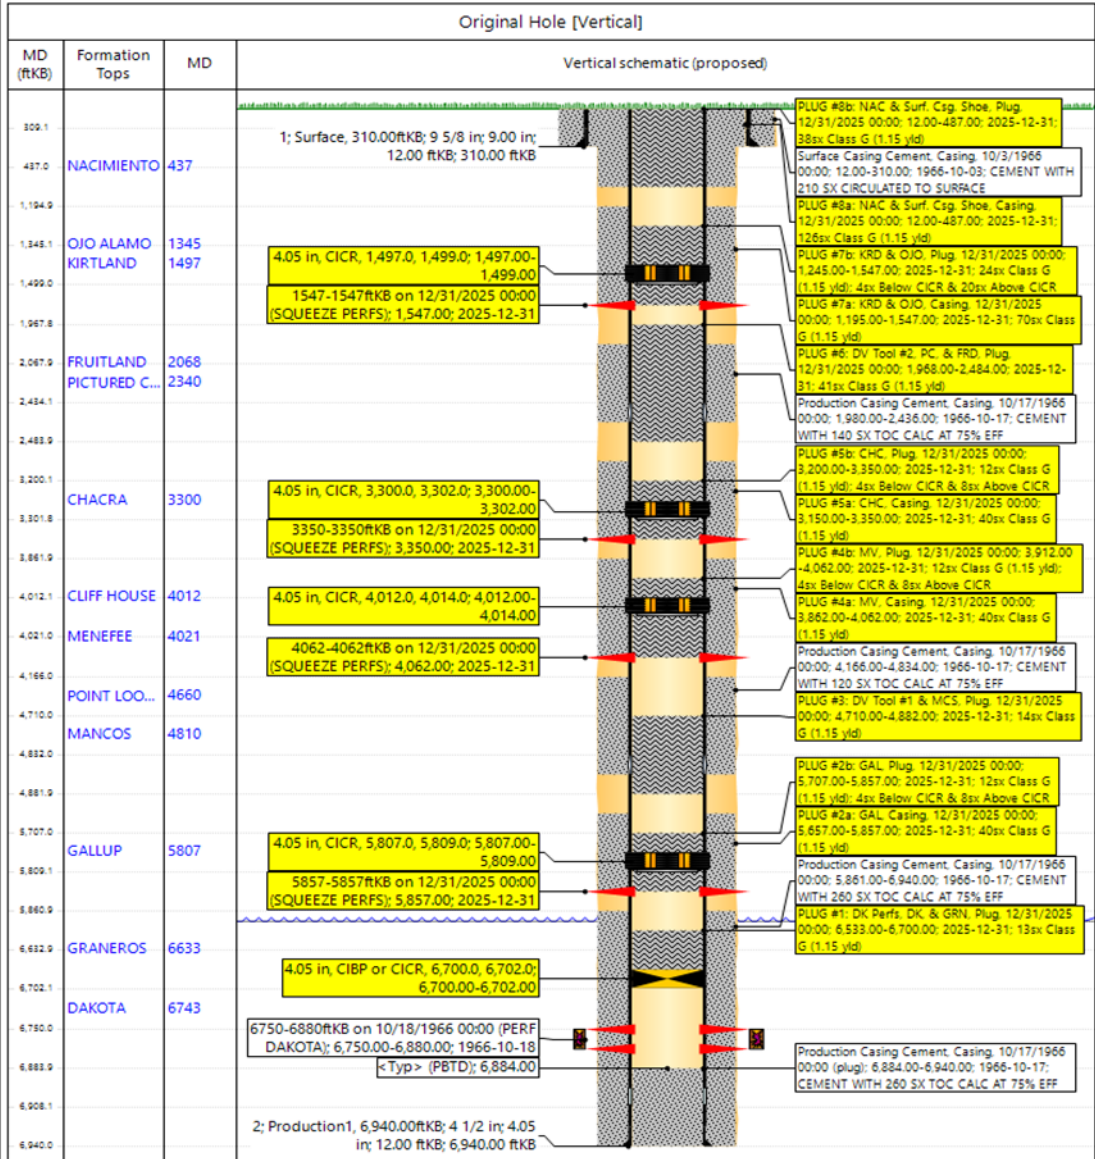 Original Hole [Vertical]
MD
(ftKB)
Formation
Tops
MD
Vertical schematic (proposed)
309.1
437.0
1,194.9
1,345.1
1,499.0
1,967.8
2,067.9
2,434.1
2,483.9
3,200.1
3,301.8
3,861.9
4,012.1
4,021.0
4,166.0
4,710.0
4,832.0
4,881.9
5,707.0
5,809.1
5,860.9
6,632.9
6,702.1
6,750.0
6,883.9
6,908.1
6,940.0
NACIMIENTO 437
OJO ALAMO 1345
KIRTLAND 1497
FRUITLAND 2068
PICTURED C... 2340
CHACRA 3300
CLIFF HOUSE 4012
MENEFEE 4021
POINT LOO... 4660
MANCOS 4810
GALLUP 5807
GRANEROS 6633
DAKOTA 6743
1; Surface, 310.00ftKB; 9 5/8 in; 9.00 in;
12.00 ftKB; 310.00 ftKB
4.05 in, CICR, 1,497.0, 1,499.0; 1,497.00-
1,499.00
1547-1547ftKB on 12/31/2025 00:00
(SQUEEZE PERFS); 1,547.00; 2025-12-31
4.05 in, CICR, 3,300.0, 3,302.0; 3,300.00-
3,302.00
3350-3350ftKB on 12/31/2025 00:00
(SQUEEZE PERFS); 3,350.00; 2025-12-31
4.05 in, CICR, 4,012.0, 4,014.0; 4,012.00-
4,014.00
4062-4062ftKB on 12/31/2025 00:00
(SQUEEZE PERFS); 4,062.00; 2025-12-31
4.05 in, CICR, 5,807.0, 5,809.0; 5,807.00-
5,809.00
5857-5857ftKB on 12/31/2025 00:00
(SQUEEZE PERFS); 5,857.00; 2025-12-31
4.05 in, CIBP or CICR, 6,700.0, 6,702.0;
6,700.00-6,702.00
6750-6880ftKB on 10/18/1966 00:00 (PERF
DAKOTA); 6,750.00-6,880.00; 1966-10-18
<Typ> (PBTD); 6,884.00
2; Production1, 6,940.00ftKB; 4 1/2 in; 4.05
in; 12.00 ftKB; 6,940.00 ftKB
PLUG #8b: NAC & Surf. Csg. Shoe, Plug,
12/31/2025 00:00; 12.00-487.00; 2025-12-31;
38sx Class G (1.15 yld)
Surface Casing Cement, Casing, 10/3/1966
00:00; 12.00-310.00; 1966-10-03; CEMENT WITH
210 SX CIRCULATED TO SURFACE
PLUG #8a: NAC & Surf. Csg. Shoe, Casing,
12/31/2025 00:00; 12.00-487.00; 2025-12-31;
126sx Class G (1.15 yld)
PLUG #7b: KRD & OJO, Plug, 12/31/2025 00:00;
1,245.00-1,547.00; 2025-12-31; 24sx Class G
(1.15 yld); 4sx Below CICR & 20sx Above CICR
PLUG #7a: KRD & OJO, Casing, 12/31/2025
00:00; 1,195.00-1,547.00; 2025-12-31; 70sx Class
G (1.15 yld)
PLUG #6: DV Tool #2, PC, & FRD, Plug,
12/31/2025 00:00; 1,968.00-2,484.00; 2025-12-
31; 41sx Class G (1.15 yld)
Production Casing Cement, Casing, 10/17/1966
00:00; 1,980.00-2,436.00; 1966-10-17; CEMENT
WITH 140 SX TOC CALC AT 75% EFF
PLUG #5b: CHC, Plug, 12/31/2025 00:00;
3,200.00-3,350.00; 2025-12-31; 12sx Class G
(1.15 yld); 4sx Below CICR & 8sx Above CICR
PLUG #5a: CHC, Casing, 12/31/2025 00:00;
3,150.00-3,350.00; 2025-12-31; 40sx Class G
(1.15 yld)
PLUG #4b: MV, Plug, 12/31/2025 00:00; 3,912.00
-4,062.00; 2025-12-31; 12sx Class G (1.15 yld);
4sx Below CICR & 8sx Above CICR
PLUG #4a: MV, Casing, 12/31/2025 00:00;
3,862.00-4,062.00; 2025-12-31; 40sx Class G
(1.15 yld)
Production Casing Cement, Casing, 10/17/1966
00:00; 4,166.00-4,834.00; 1966-10-17; CEMENT
WITH 120 SX TOC CALC AT 75% EFF
PLUG #3: DV Tool #1 & MCS, Plug, 12/31/2025
00:00; 4,710.00-4,882.00; 2025-12-31; 14sx Class
G (1.15 yld)
PLUG #2b: GAL, Plug, 12/31/2025 00:00;
5,707.00-5,857.00; 2025-12-31; 12sx Class G
(1.15 yld); 4sx Below CICR & 8sx Above CICR
PLUG #2a: GAL, Casing, 12/31/2025 00:00;
5,657.00-5,857.00; 2025-12-31; 40sx Class G
(1.15 yld)
Production Casing Cement, Casing, 10/17/1966
00:00; 5,861.00-6,940.00; 1966-10-17; CEMENT
WITH 260 SX TOC CALC AT 75% EFF
PLUG #1: DK Perfs, DK, & GRN, Plug, 12/31/2025
00:00; 6,533.00-6,700.00; 2025-12-31; 13sx Class
G (1.15 yld)
Production Casing Cement, Casing, 10/17/1966
00:00 (plug); 6,884.00-6,940.00; 1966-10-17;
CEMENT WITH 260 SX TOC CALC AT 75% EFF